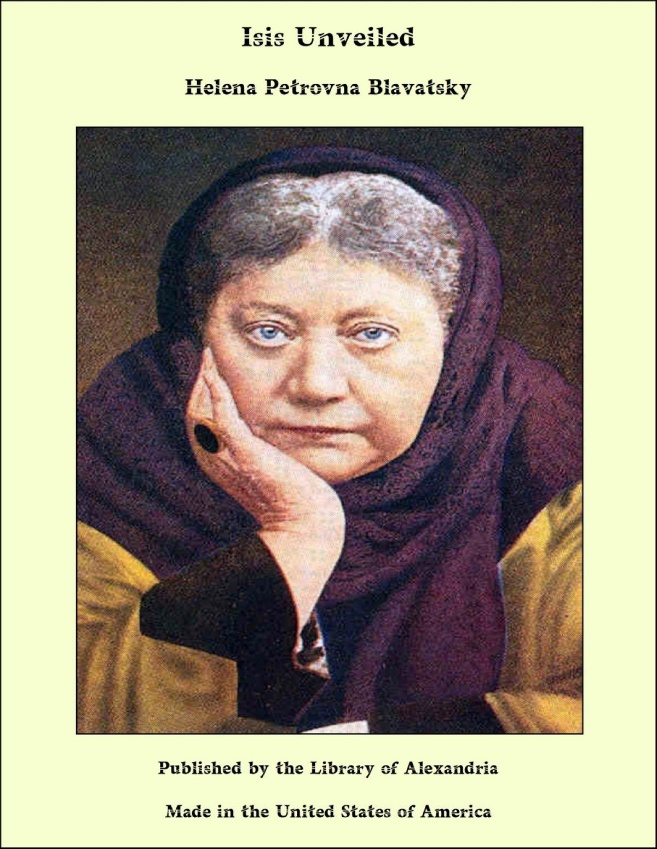 Isis Unveiled
Helena Petrovna Blavatsky
Published by the Library of Alexandria
Made in the United States of America